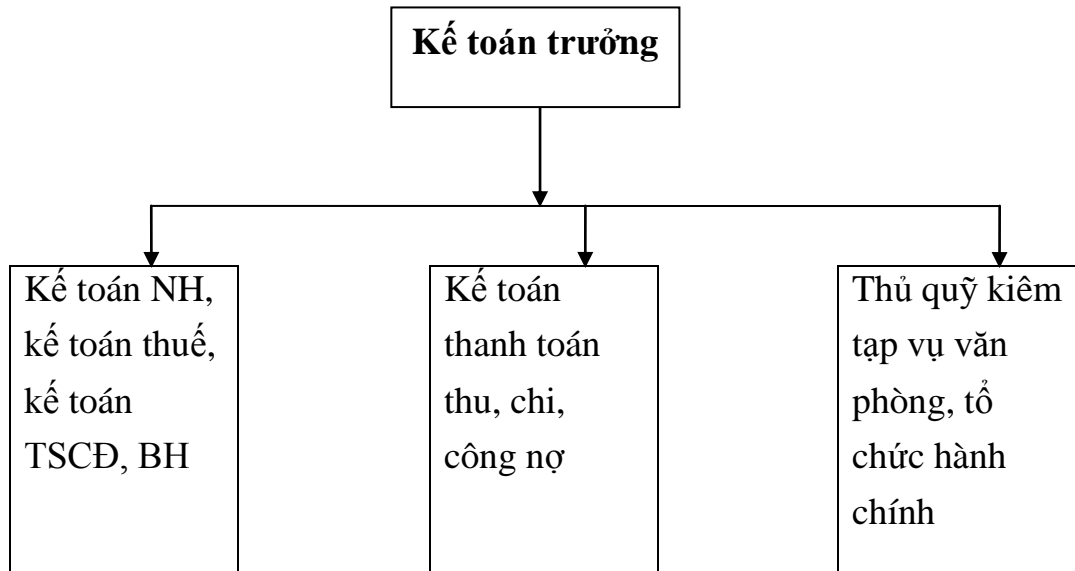 Kế toán trưởng
Kế toán NH,
kế toán thuế,
kế toán
TSCĐ, BH
Kế toán
thanh toán
thu, chi,
công nợ
Thủ quỹ kiêm
tạp vụ văn
phòng, tổ
chức hành
chính